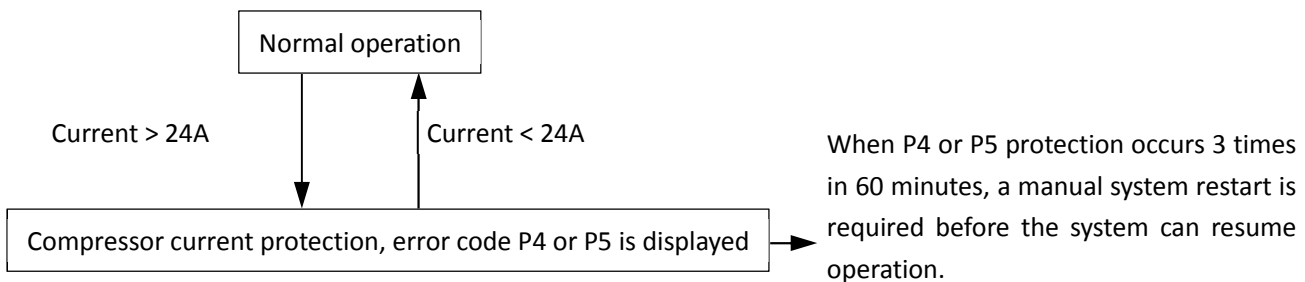 Normal operation
Current > 24A
Current < 24A
Compressor current protection, error code P4 or P5 is displayed
When P4 or P5 protection occurs 3 times
in 60 minutes, a manual system restart is
required before the system can resume
operation.